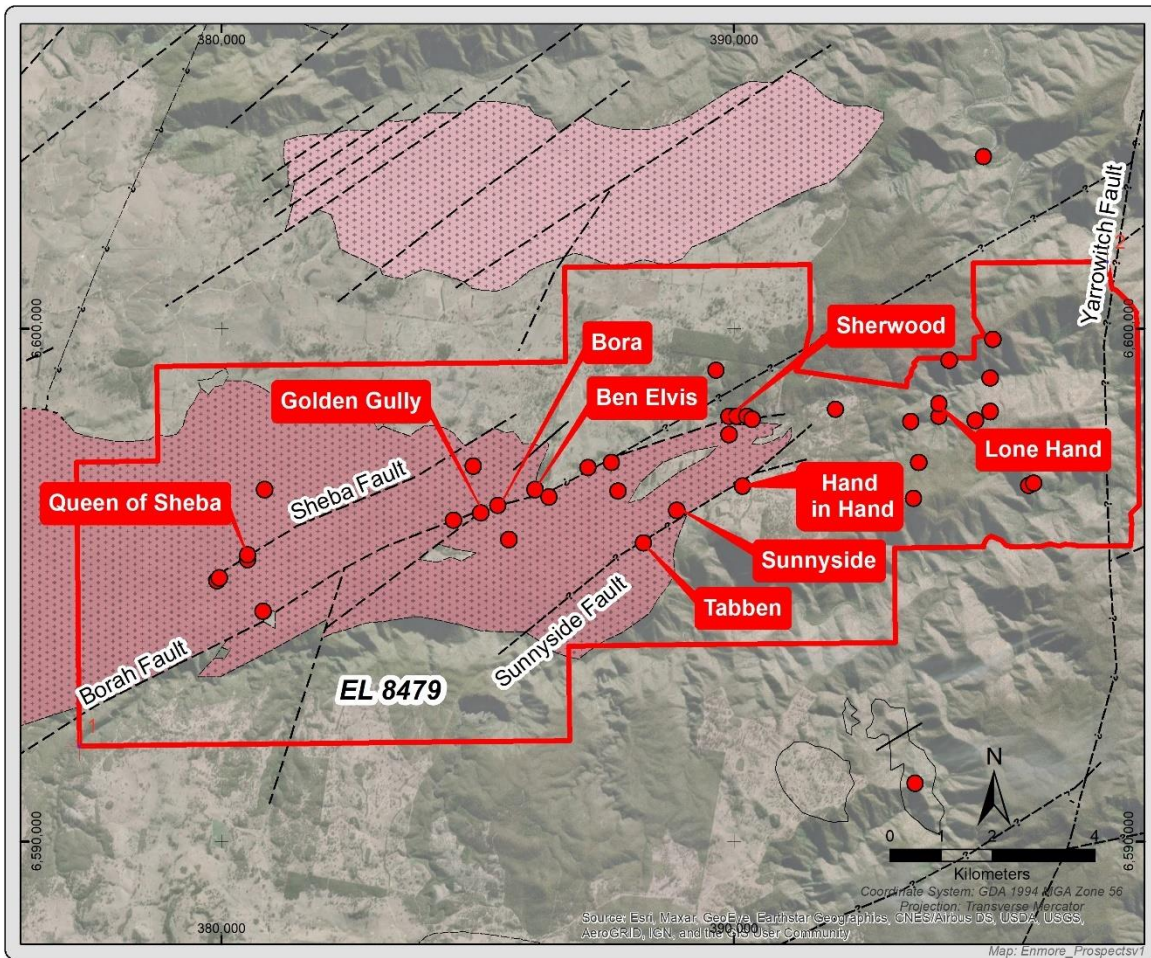 380,000
390,000
Yarrowitch Fault
2
6,600,000
6,600,000
Sherwood
Bora
Ben Elvis
Golden Gully
Lone Hand
Sheba Fault
Queen of Sheba
Hand
in Hand
Sunnyside
Tabben
Sunnyside Fault
Borah Fault
EL 8479
1
N
0 1 2 4
Kilometers
6,590,000
6,590,000
Coordinate System: GDA 1994 MGA Zone 56
Projection: Transverse Mercator
Source: Esri, Maxar, GeoEye, Earthstar Geographics, CNES/Airbus DS, USDA, USGS,
AeroGRID, IGN, and the GIS User Community
380,000
390,000
Map: Enmore_Prospectsv1